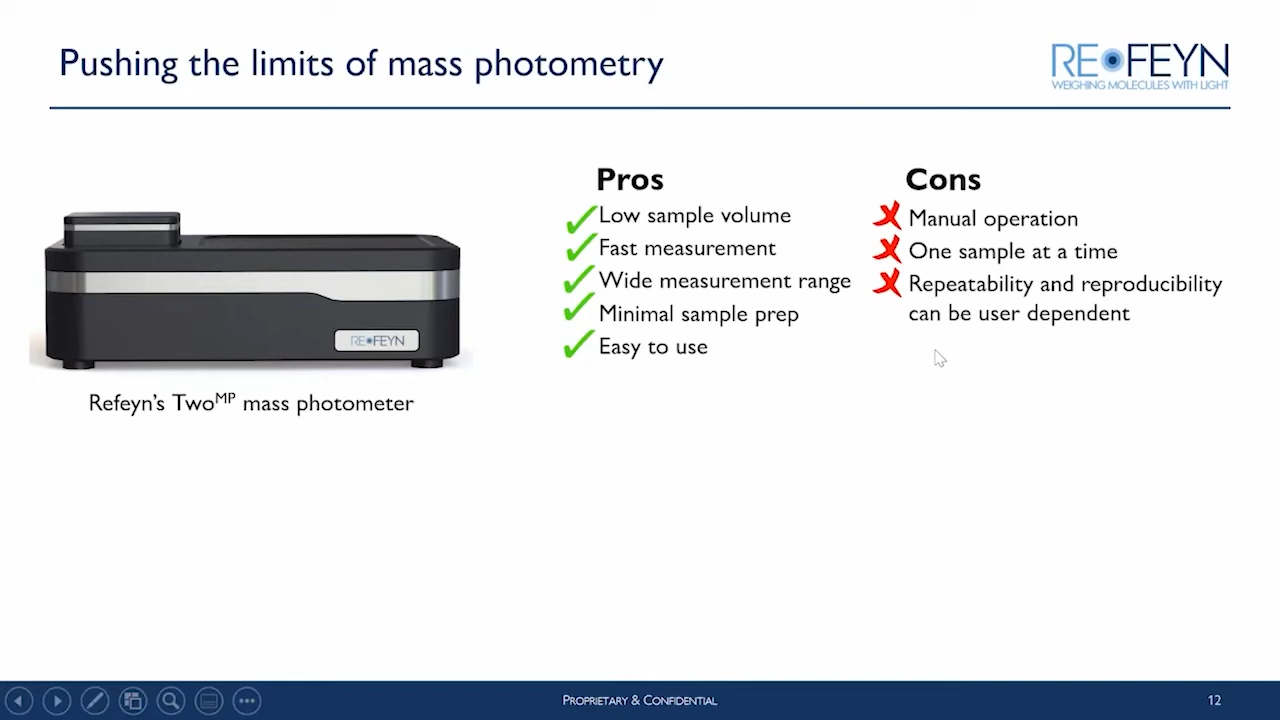 Pushing the limits of mass photometry
REFEYN
WEIGHING MOLECULES WITH LIGHT
Pros
Low sample volume
Fast measurement
Wide measurement range
Minimal sample prep
Easy to use
Cons
Manual operation
One sample at a time
Repeatability and reproducibility
can be user dependent
REFEYN
Refeyn's Two^MP mass photometer
PROPRIETARY & CONFIDENTIAL
12